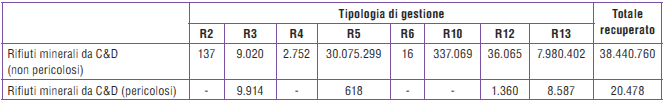 Tipologia di gestione Totale recuperato
R2 R3 R4 R5 R6 R10 R12 R13
Rifiuti minerali da C&D (non pericolosi) 137 9.020 2.752 30.075.299 16 337.069 36.065 7.980.402 38.440.760
Rifiuti minerali da C&D (pericolosi) - 9.914 - 618 - - 1.360 8.587 20.478